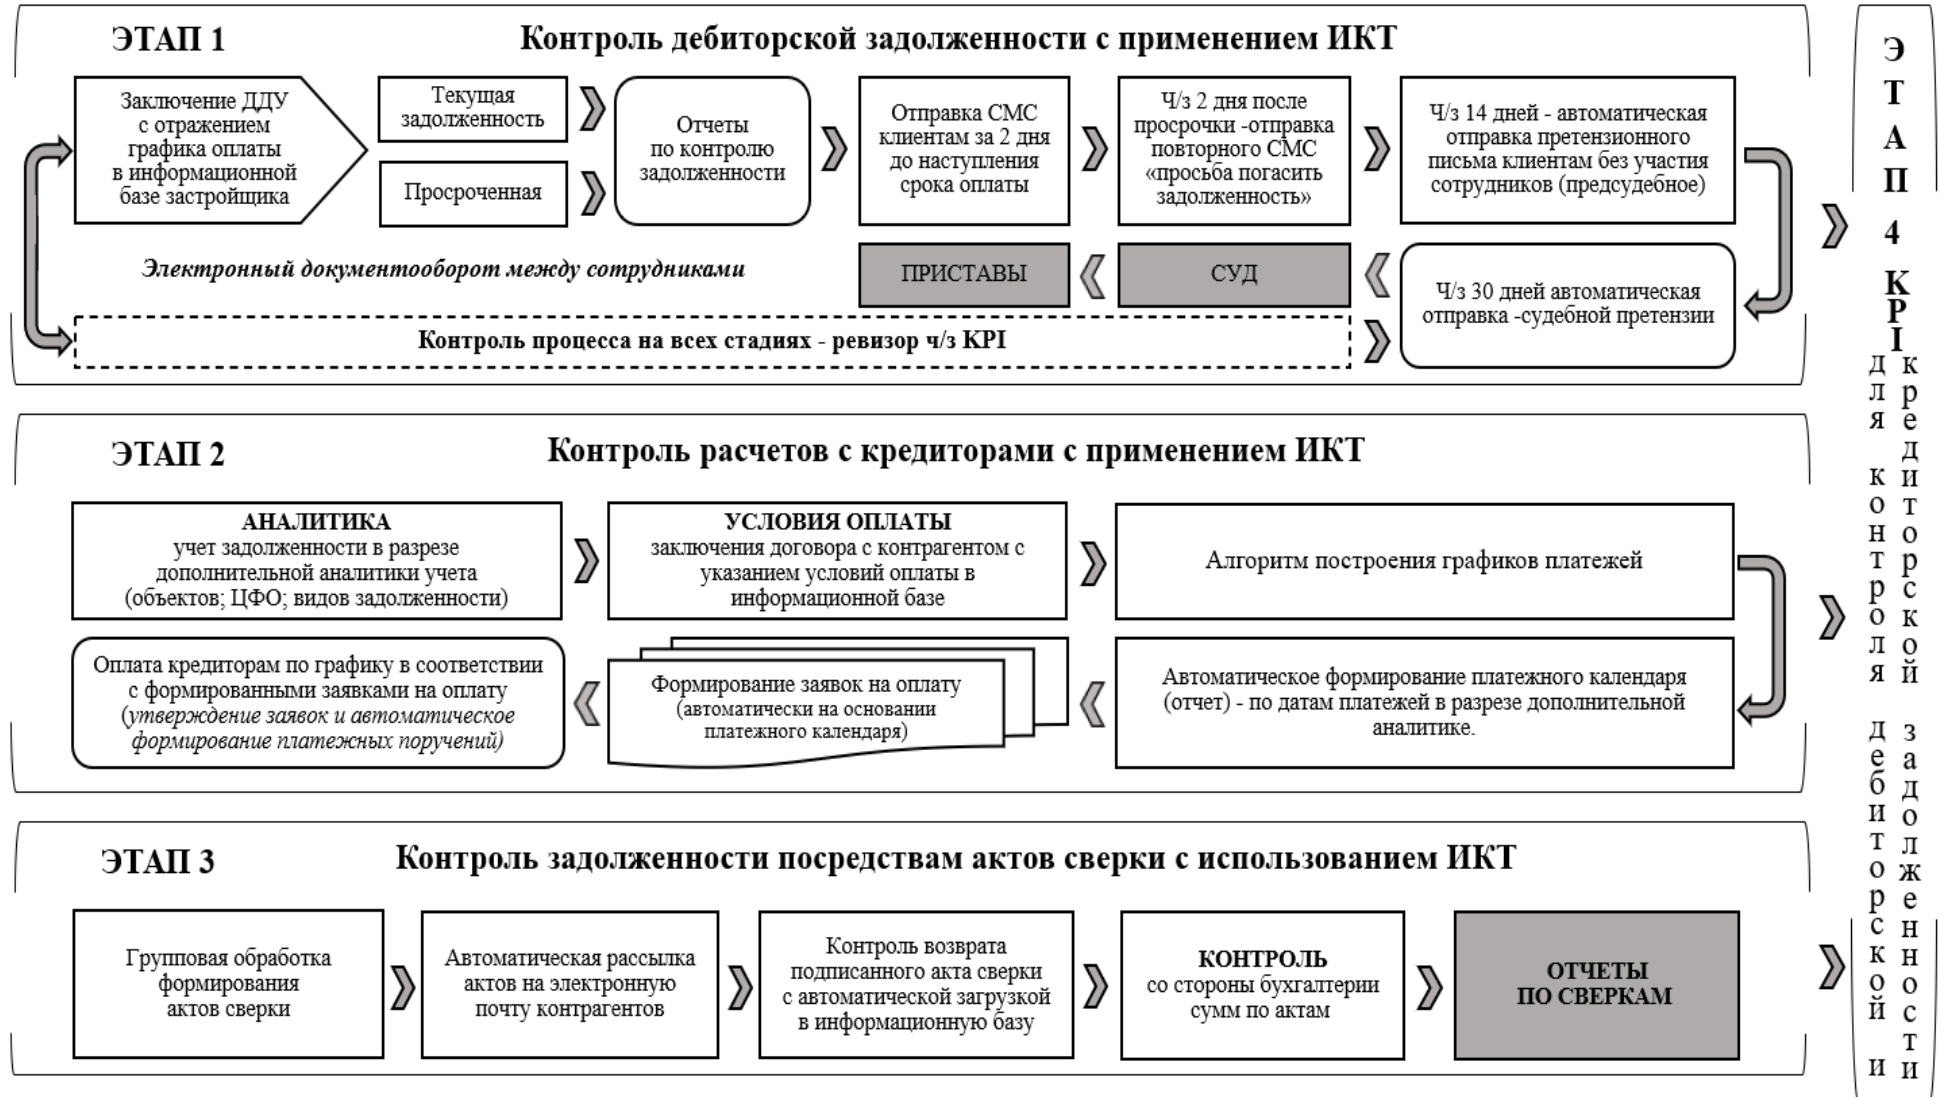 ЭТАП 1
Контроль дебиторской задолженности с применением ИКТ
Заключение ДДУ
с отражением
графика оплаты
в информационной
базе застройщика
Текущая
задолженность
Просроченная
Отчеты
по контролю
задолженности
Отправка СМС
клиентам за 2 дня
до наступления
срока оплаты
Ч/з 2 дня после
просрочки -отправка
повторного СМС
«просьба погасить
задолженность»
Ч/з 14 дней - автоматическая
отправка претензионного
письма клиентам без участия
сотрудников (предсудебное)
Электронный документооборот между сотрудниками
ПРИСТАВЫ
СУД
Ч/з 30 дней автоматическая
отправка -судебной претензии
Контроль процесса на всех стадиях - ревизор ч/з KPI
ЭТАП 2
Контроль расчетов с кредиторами с применением ИКТ
АНАЛИТИКА
учет задолженности в разрезе
дополнительной аналитики учета
(объектов; ЦФО; видов задолженности)
УСЛОВИЯ ОПЛАТЫ
заключения договора с контрагентом с
указанием условий оплаты в
информационной базе
Алгоритм построения графиков платежей
Оплата кредиторам по графику в соответствии
с формированными заявками на оплату
(утверждение заявок и автоматическое
формирование платежных поручений)
Формирование заявок на оплату
(автоматически на основании
платежного календаря)
Автоматическое формирование платежного календаря
(отчет) - по датам платежей в разрезе дополнительной
аналитике.
ЭТАП 3
Контроль задолженности посредствам актов сверки с использованием ИКТ
Групповая обработка
формирования
актов сверки
Автоматическая рассылка
актов на электронную
почту контрагентов
Контроль возврата
подписанного акта сверки
с автоматической загрузкой
в информационную базу
КОНТРОЛЬ
со стороны бухгалтерии
сумм по актам
ОТЧЕТЫ
ПО СВЕРКАМ
ЭТАП 4 KPI
для контроля дебиторской и
кредиторской задолженности